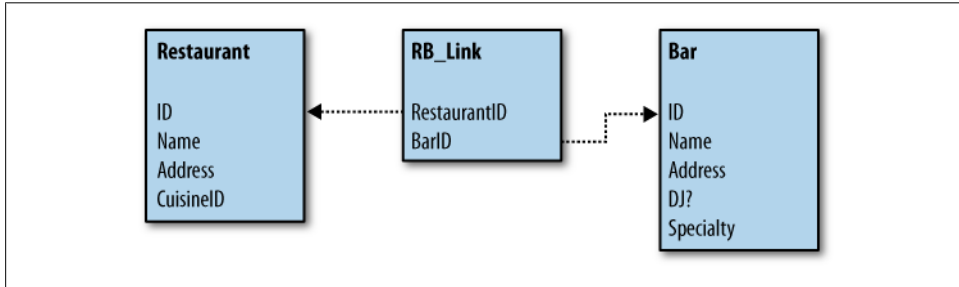 Restaurant
ID
Name
Address
CuisineID
RB_Link
RestaurantID
BarID
Bar
ID
Name
Address
DJ?
Specialty